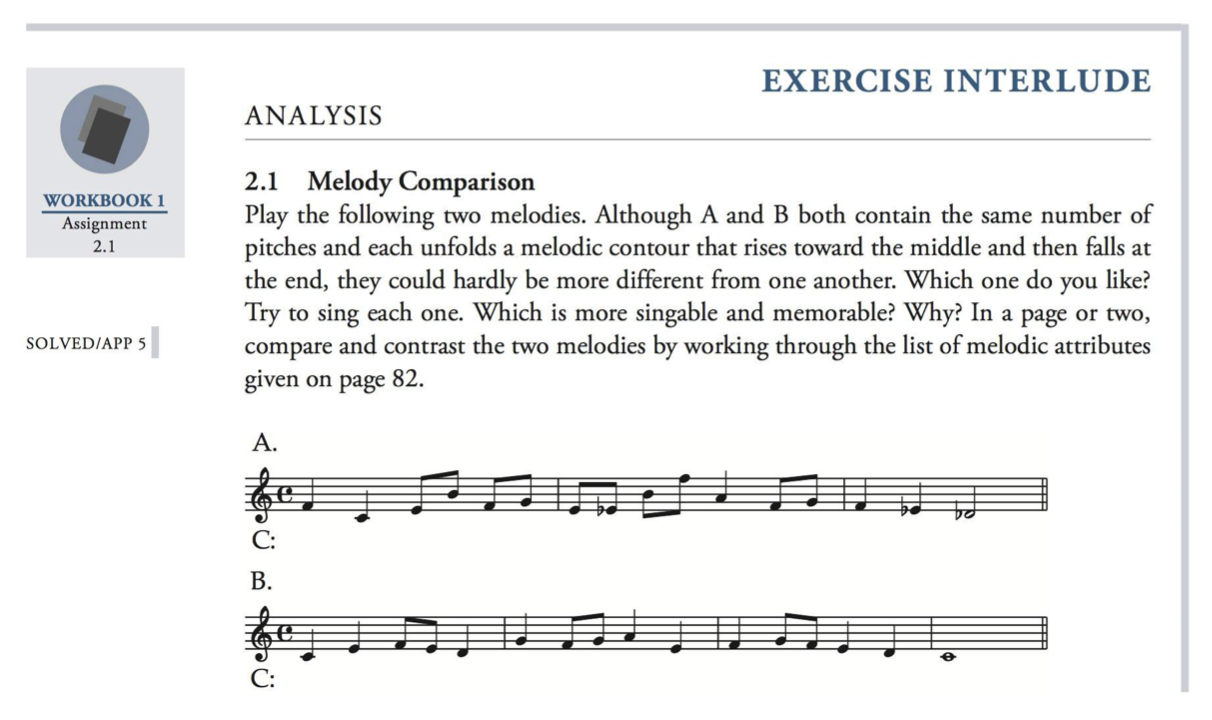 EXERCISE INTERLUDE
ANALYSIS
WORKBOOK 1
Assignment
2.1
2.1 Melody Comparison
Play the following two melodies. Although A and B both contain the same number of
pitches and each unfolds a melodic contour that rises toward the middle and then falls at
the end, they could hardly be more different from one another. Which one do you like?
Try to sing each one. Which is more singable and memorable? Why? In a page or two,
compare and contrast the two melodies by working through the list of melodic attributes
given on page 82.
SOLVED/APP 5
A.
C:
B.
C: